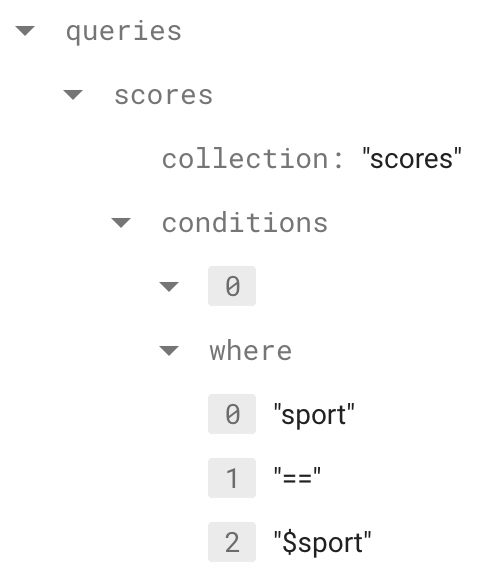 queries
scores
collection: "scores"
conditions
0
where
0 "sport"
1 "=="
2 "$sport"